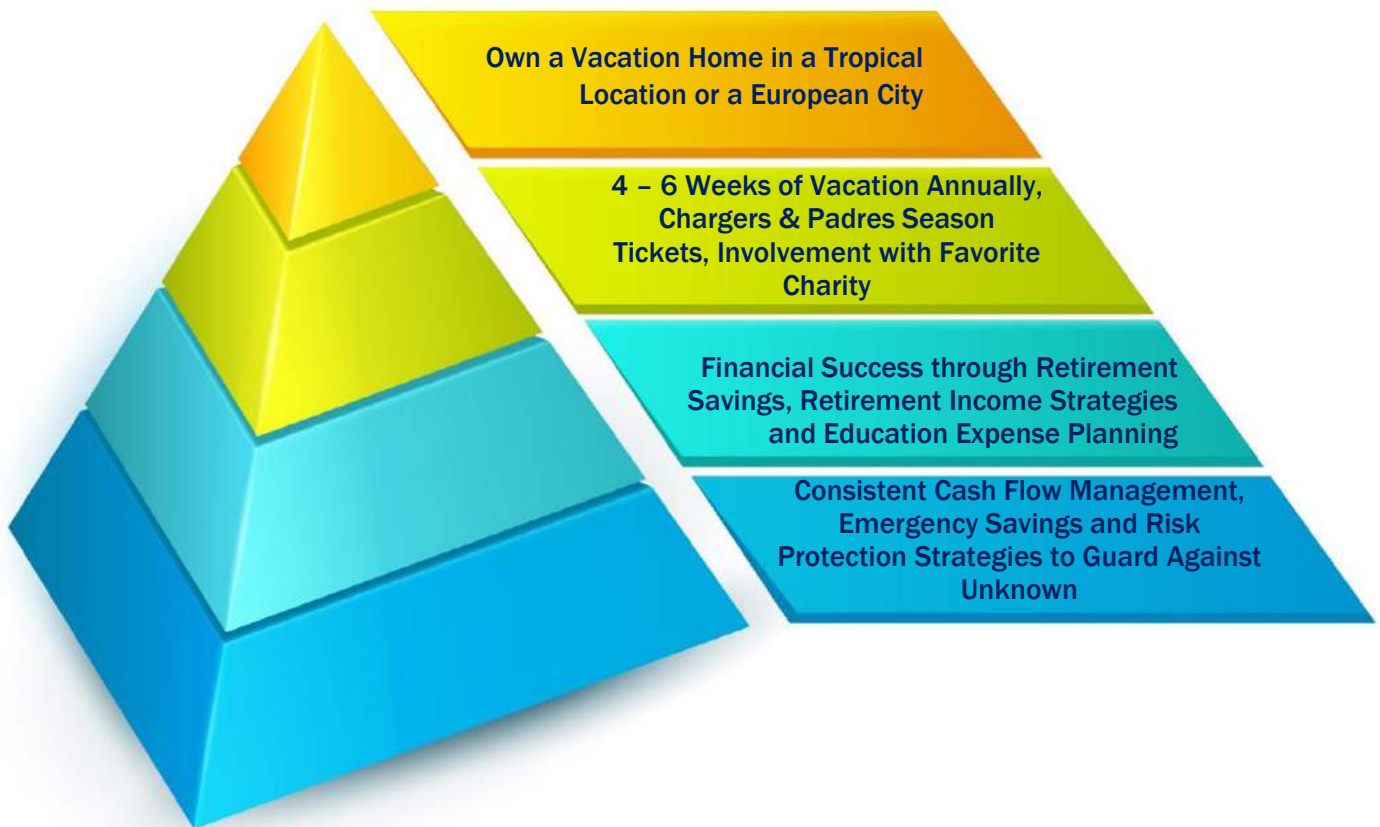 Own a Vacation Home in a Tropical
Location or a European City
4 – 6 Weeks of Vacation Annually,
Chargers & Padres Season
Tickets, Involvement with Favorite
Charity
Financial Success through Retirement
Savings, Retirement Income Strategies
and Education Expense Planning
Consistent Cash Flow Management,
Emergency Savings and Risk
Protection Strategies to Guard Against
Unknown